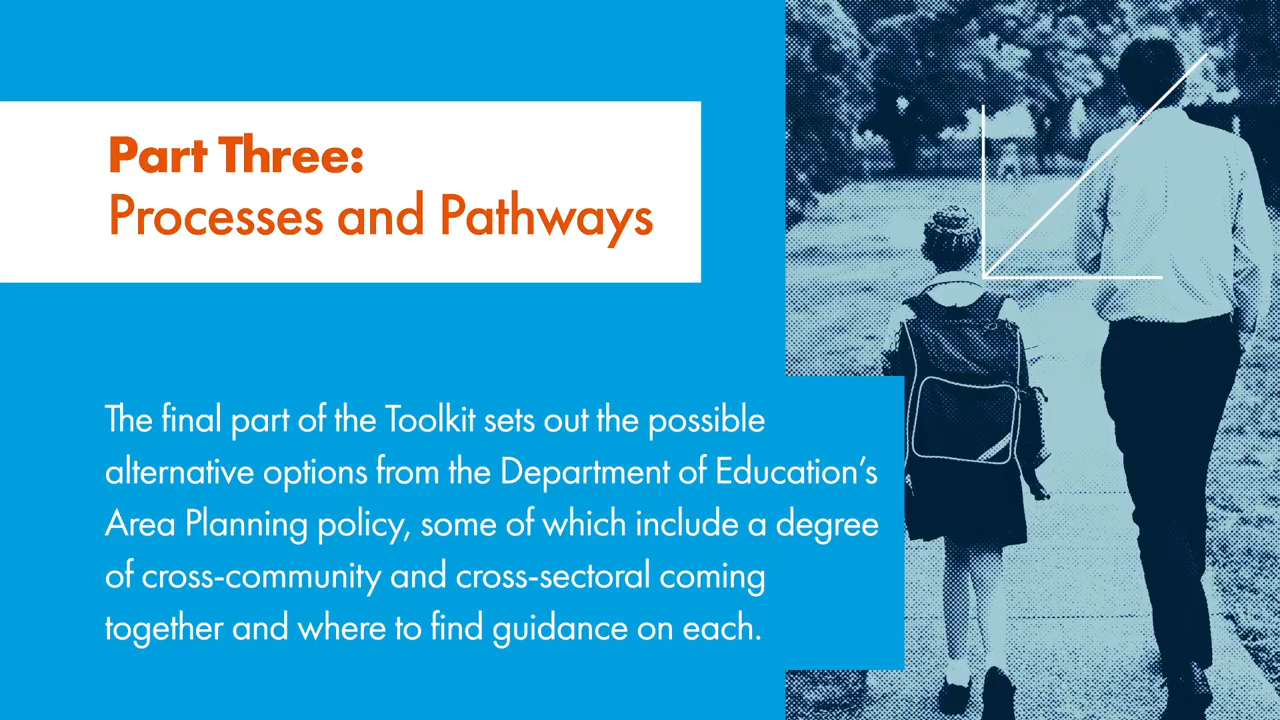 Part Three:
Processes and Pathways
The final part of the Toolkit sets out the possible
alternative options from the Department of Education’s
Area Planning policy, some of which include a degree
of cross-community and cross-sectoral coming
together and where to find guidance on each.